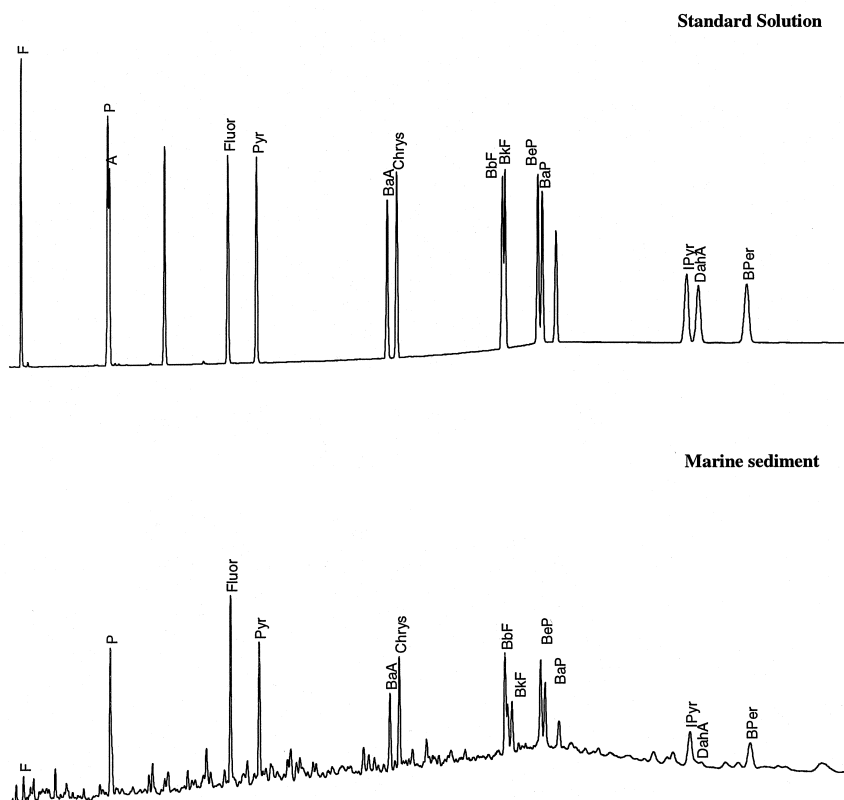 Standard Solution
F
P
A
Fluor
Pyr
BaA
Chrys
BbF
BkF
BeP
BaP
IPyr
DahA
BPer
Marine sediment
F
P
Fluor
Pyr
BaA
Chrys
BbF
BkF
BeP
BaP
IPyr
DahA
BPer